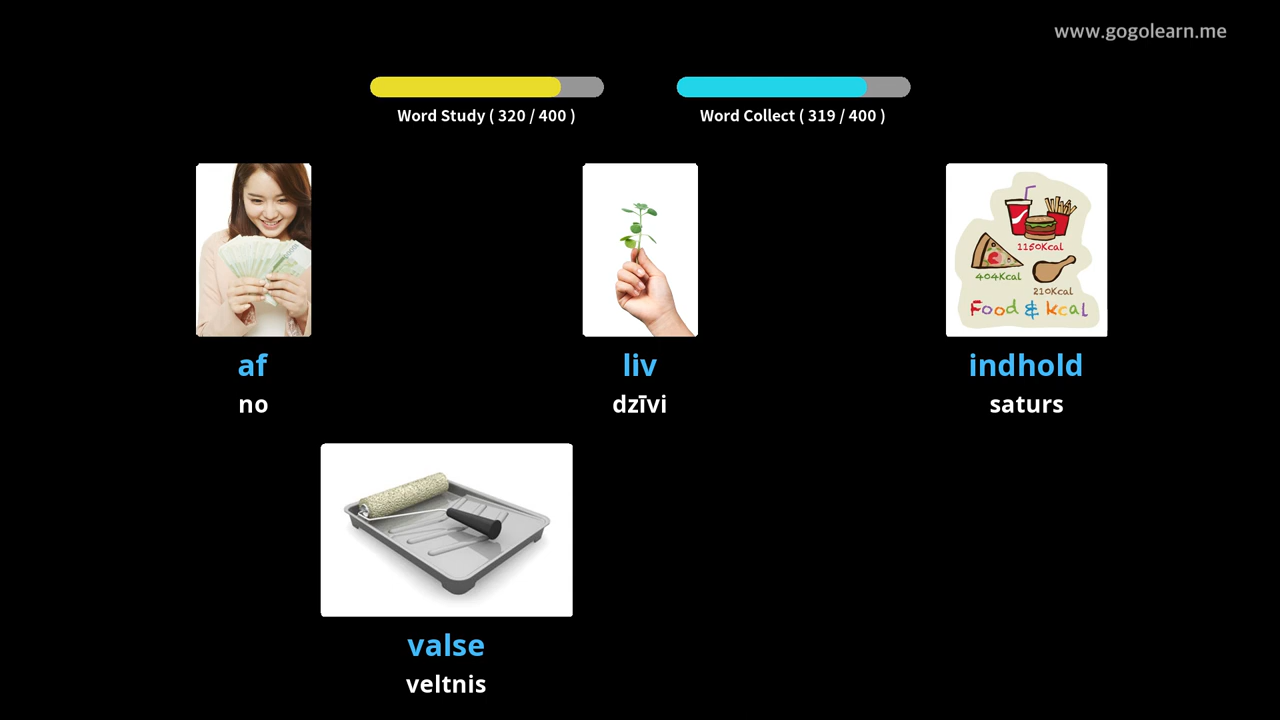 www.gogolearn.me
Word Study ( 320 / 400 )
Word Collect ( 319 / 400 )
1150Kcal
404Kcal
210Kcal
Food & kcal
af
liv
indhold
no
dzīvi
saturs
valse
veltnis